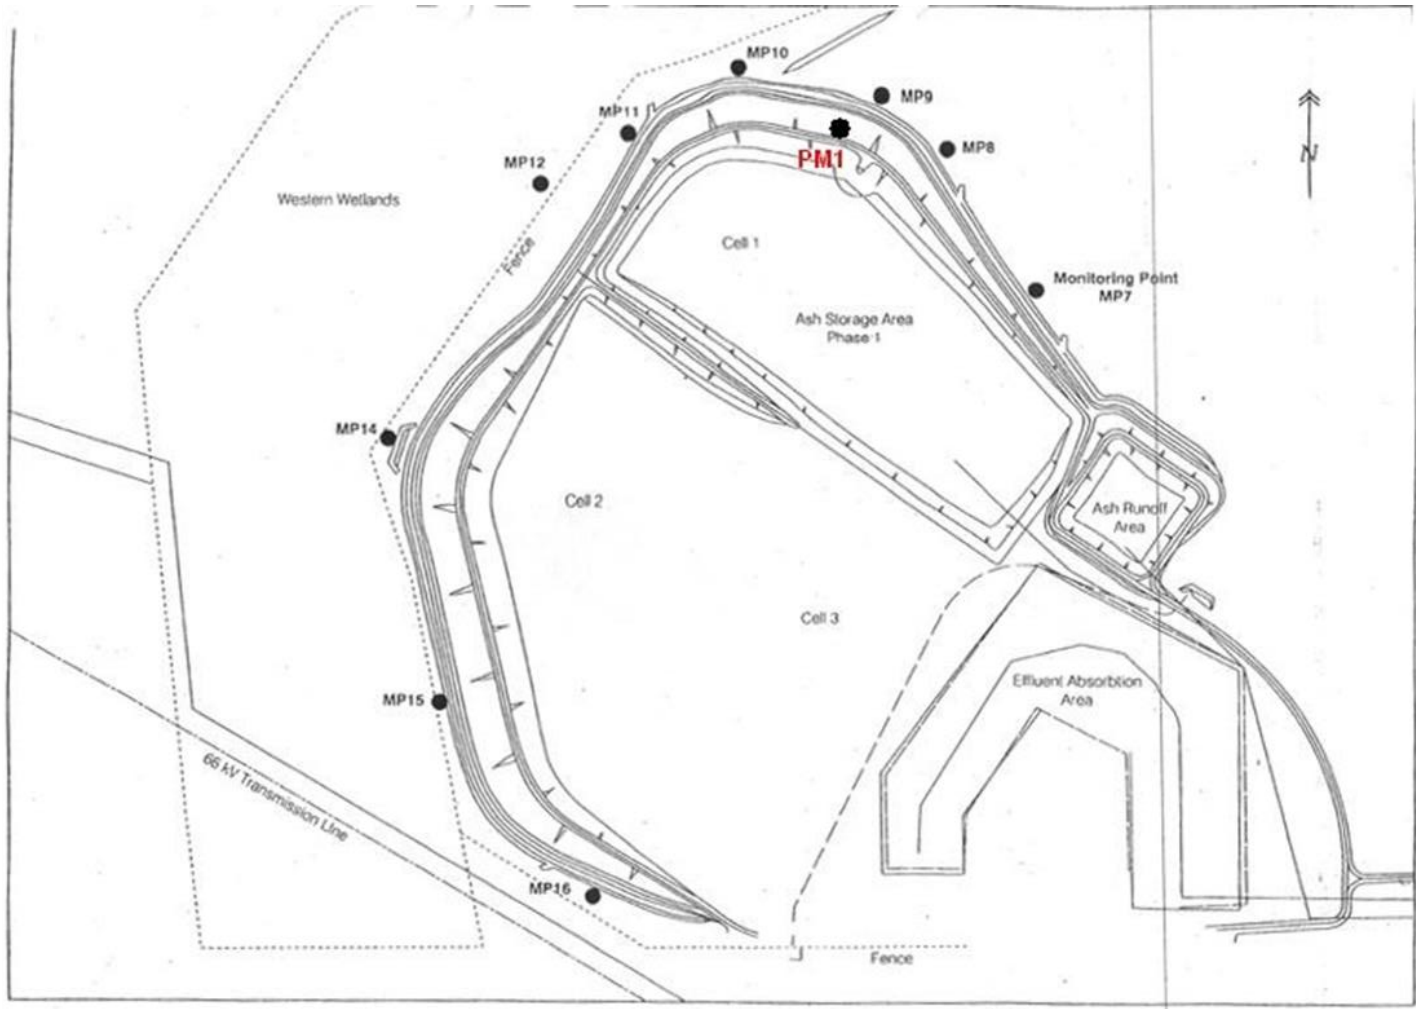 MP10
MP9
MP11
MP8
PM1
MP12
Western Wetlands
N
Fence
Cell 1
Monitoring Point
MP7
Ash Storage Area
Phase 1
MP14
Cell 2
Ash Runoff
Area
Cell 3
Effluent Absorbtion
Area
MP15
66 kV Transmission Line
MP16
Fence